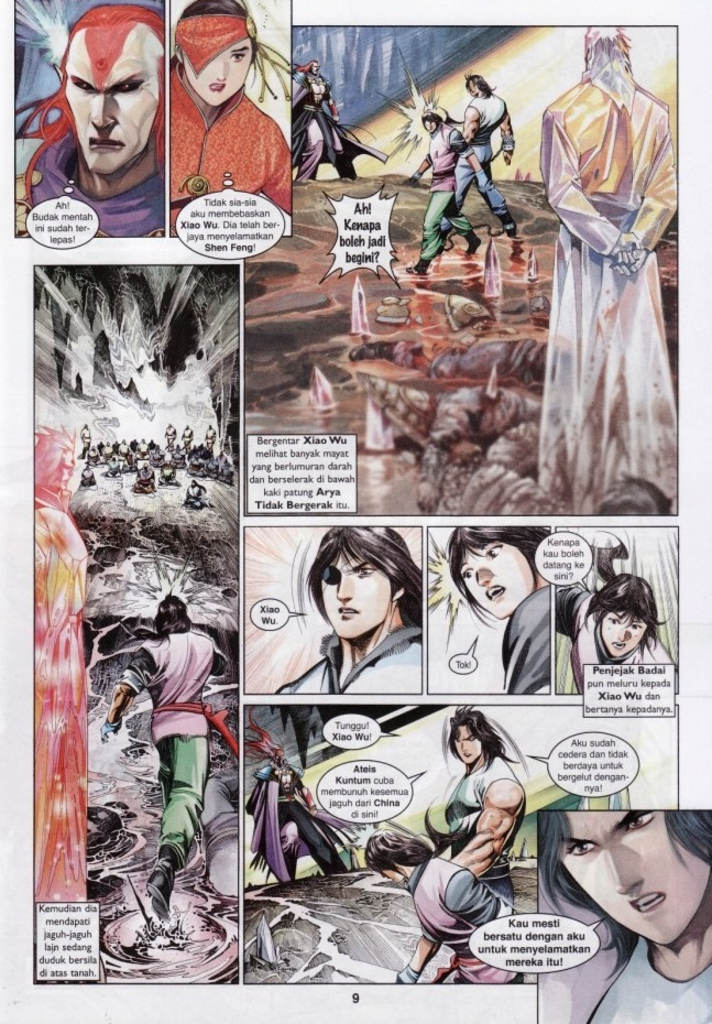 Ah!
Budak mentah
ini sudah ter-
lepas!
Tidak sia-sia
aku membebaskan
Xiao Wu. Dia telah ber-
jaya menyelamatkan
Shen Feng!
Ah!
Kenapa
boleh jadi
begini?
Bergentar Xiao Wu
melihat banyak mayat
yang berlumuran darah
dan berselerak di bawah
kaki patung Arya
Tidak Bergerak itu.
Kemudian dia
mendapati
jaguh-jaguh
lain sedang
duduk bersila
di atas tanah.
Xiao
Wu.
Tok!
Kenapa
kau boleh
datang ke
sini?
Penjejak Badai
pun meluru kepada
Xiao Wu dan
bertanya kepadanya.
Tunggu!
Xiao Wu!
Ateis
Kuntum cuba
membunuh kesemua
jaguh dari China
di sini!
Aku sudah
cedera dan tidak
berdaya untuk
bergelut dengan-
nya!
Kau mesti
bersatu dengan aku
untuk menyelamatkan
mereka itu!
9